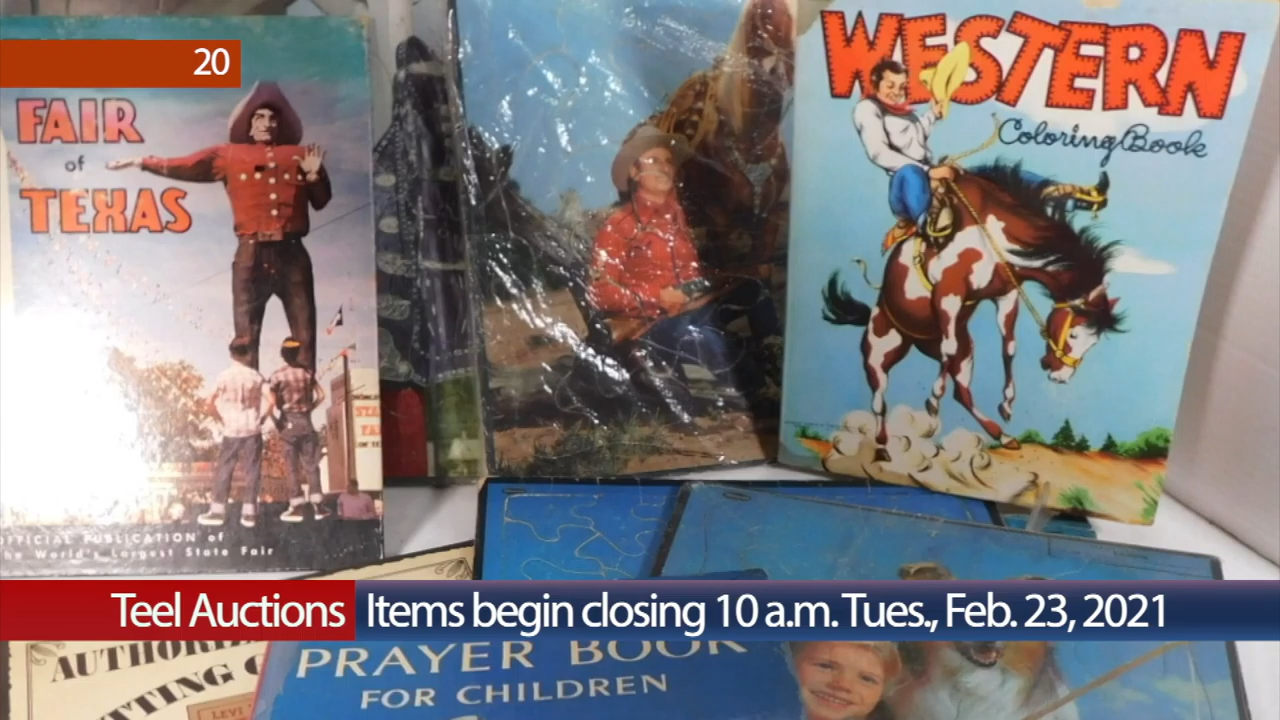 20
FAIR
of
TEXAS
OFFICIAL PUBLICATION of
the World's Largest State Fair
WESTERN
Coloring Book
Teel Auctions
Items begin closing 10 a.m. Tues., Feb. 23, 2021
PRAYER BOOK
FOR CHILDREN
LEVI